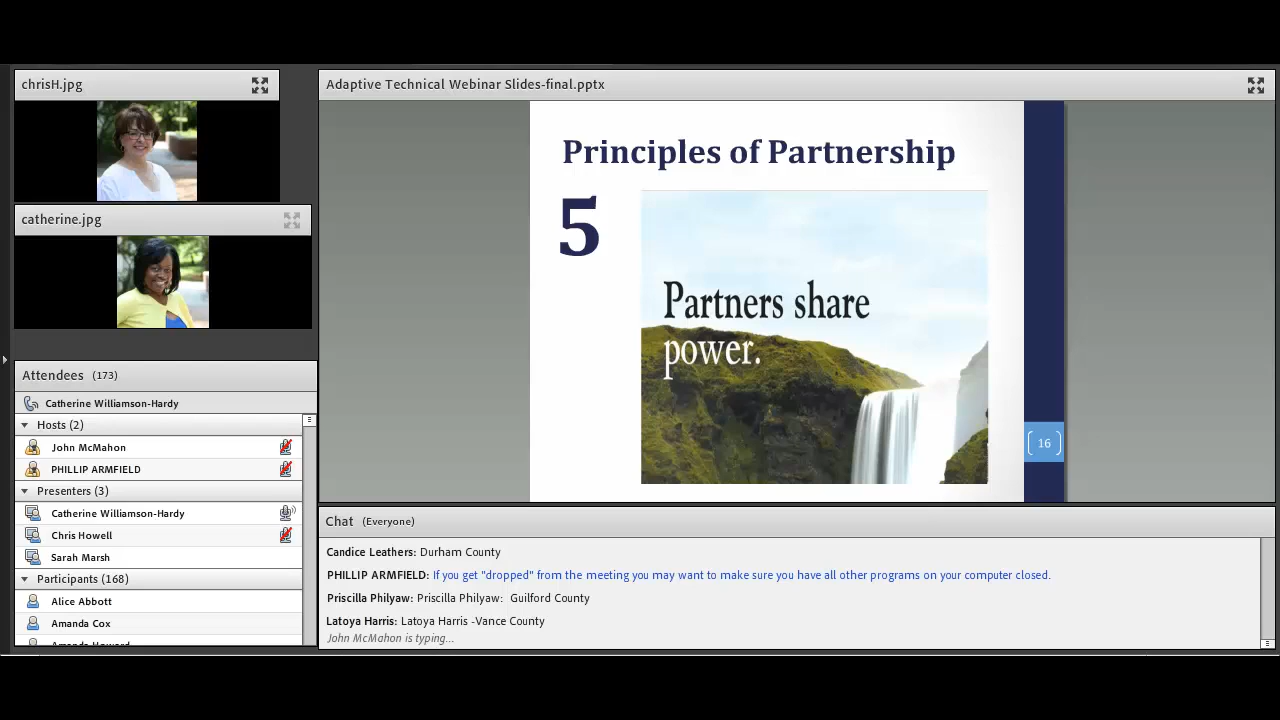 chrisH.jpg
catherine.jpg
Attendees (173)
Catherine Williamson-Hardy
Hosts (2)
John McMahon
PHILLIP ARMFIELD
Presenters (3)
Catherine Williamson-Hardy
Chris Howell
Sarah Marsh
Participants (168)
Alice Abbott
Amanda Cox
Adaptive Technical Webinar Slides-final.pptx
Principles of Partnership
5
Partners share
power.
16
Chat (Everyone)
Candice Leathers: Durham County
PHILLIP ARMFIELD: If you get "dropped" from the meeting you may want to make sure you have all other programs on your computer closed.
Priscilla Philyaw: Priscilla Philyaw: Guilford County
Latoya Harris: Latoya Harris -Vance County
John McMahon is typing...